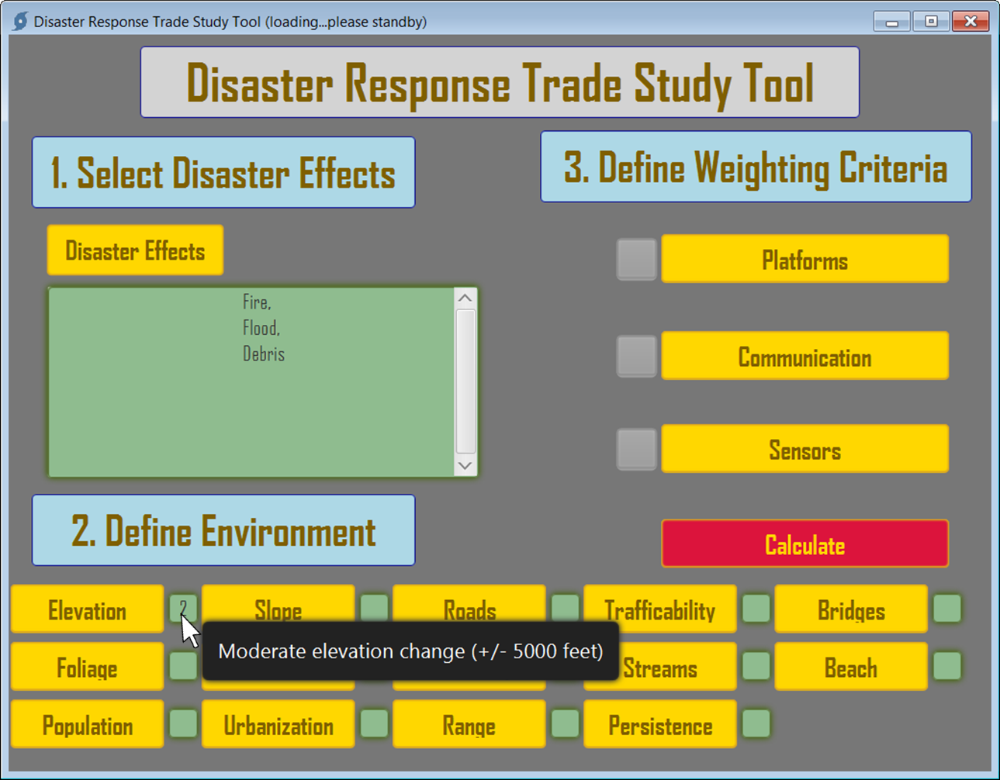 Disaster Response Trade Study Tool (loading...please standby)
Disaster Response Trade Study Tool
1. Select Disaster Effects
3. Define Weighting Criteria
Disaster Effects
Platforms
Fire,
Flood,
Debris
Communication
Sensors
2. Define Environment
Calculate
Elevation 2 Slope Roads Trafficability Bridges
Moderate elevation change (+/- 5000 feet)
Foliage Streams Beach
Population Urbanization Range Persistence